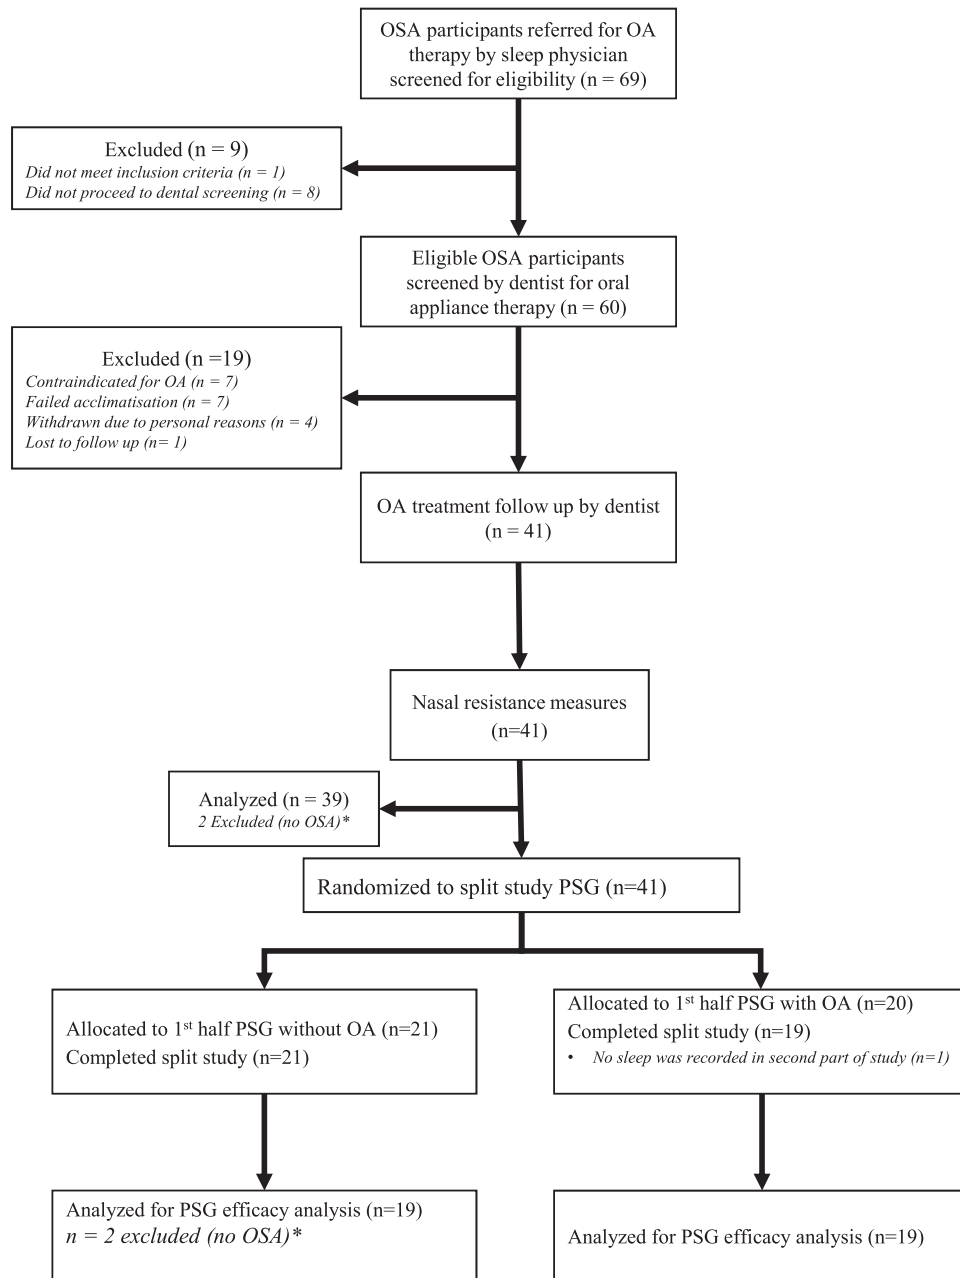 OSA participants referred for OA
therapy by sleep physician
screened for eligibility (n = 69)
Excluded (n = 9)
Did not meet inclusion criteria (n = 1)
Did not proceed to dental screening (n = 8)
Eligible OSA participants
screened by dentist for oral
appliance therapy (n = 60)
Excluded (n =19)
Contraindicated for OA (n = 7)
Failed acclimatisation (n = 7)
Withdrawn due to personal reasons (n = 4)
Lost to follow up (n= 1)
OA treatment follow up by dentist
(n = 41)
Nasal resistance measures
(n=41)
Analyzed (n = 39)
2 Excluded (no OSA)*
Randomized to split study PSG (n=41)
Allocated to 1st half PSG without OA (n=21)
Completed split study (n=21)
Allocated to 1st half PSG with OA (n=20)
Completed split study (n=19)
• No sleep was recorded in second part of study (n=1)
Analyzed for PSG efficacy analysis (n=19)
n = 2 excluded (no OSA)*
Analyzed for PSG efficacy analysis (n=19)